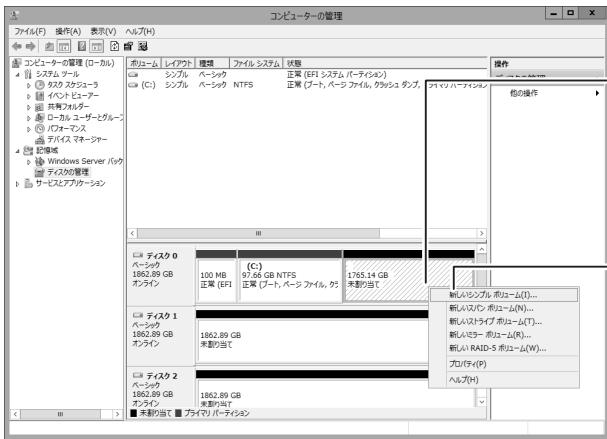 コンピューターの管理
ファイル(F) 操作(A) 表示(V) ヘルプ(H)
コンピューターの管理 (ローカル)
システム ツール
タスク スケジューラ
イベント ビューアー
共有フォルダー
ローカル ユーザーとグループ
パフォーマンス
デバイス マネージャー
記憶域
Windows Server バック
ディスクの管理
サービスとアプリケーション
ボリューム レイアウト 種類 ファイル システム 状態
シンプル ベーシック 正常 (EFI システム パーティション)
(C:) シンプル ベーシック NTFS 正常 (ブート, ページ ファイル, クラッシュ ダンプ, プライマリ パーティション)
操作
ディスクの管理
他の操作
ディスク 0
ベーシック
1862.89 GB
オンライン
100 MB
正常 (EFI
(C:)
97.66 GB NTFS
正常 (ブート, ページ ファイル, クラ
1765.14 GB
未割り当て
新しいシンプル ボリューム(I)...
新しいスパン ボリューム(N)...
新しいストライプ ボリューム(T)...
新しいミラー ボリューム(R)...
新しい RAID-5 ボリューム(W)...
プロパティ(P)
ヘルプ(H)
ディスク 1
ベーシック
1862.89 GB
オンライン
1862.89 GB
未割り当て
ディスク 2
ベーシック
1862.89 GB
オンライン
1862.89 GB
未割り当て
未割り当て プライマリ パーティション